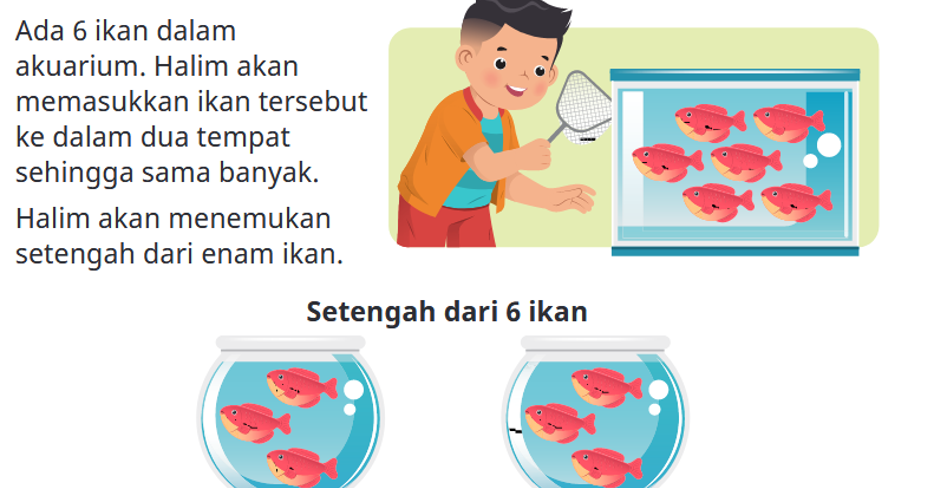 Ada 6 ikan dalam
akuarium. Halim akan
memasukkan ikan tersebut
ke dalam dua tempat
sehingga sama banyak.
Halim akan menemukan
setengah dari enam ikan.
Setengah dari 6 ikan